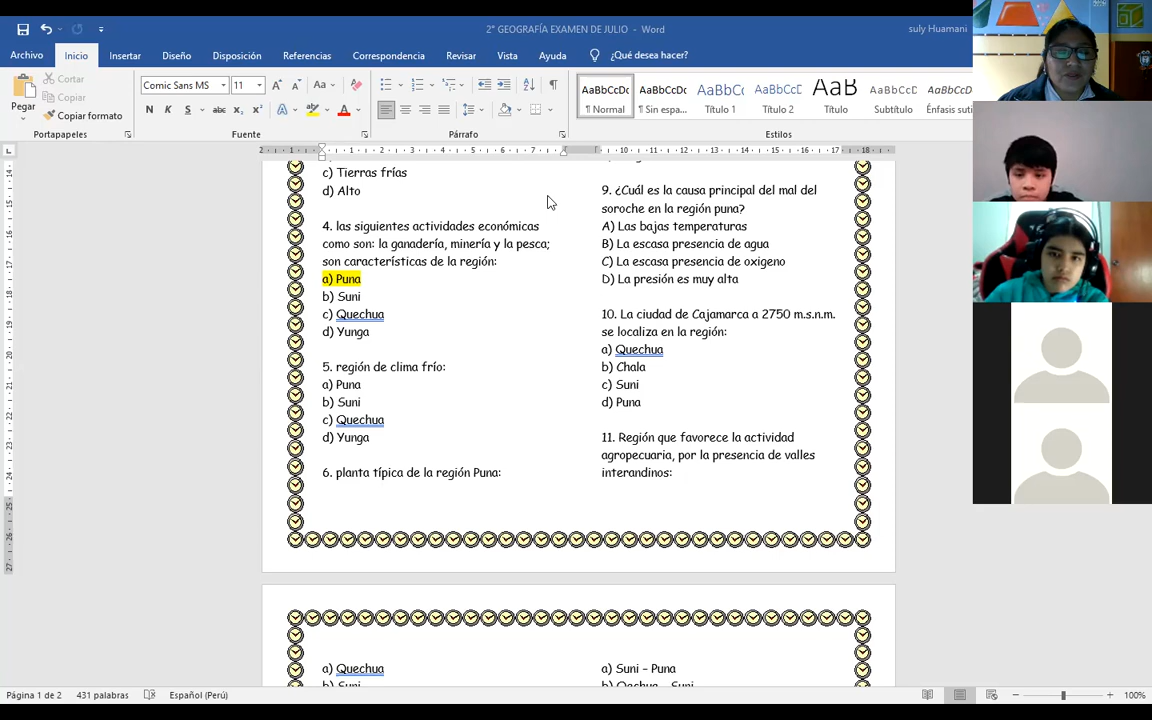 2° GEOGRAFÍA EXAMEN DE JULIO - Word
suly Huamani
Archivo
Inicio
Insertar
Diseño
Disposición
Referencias
Correspondencia
Revisar
Vista
Ayuda
¿Qué desea hacer?
Pegar
Cortar
Copiar
Copiar formato
Portapapeles
Comic Sans MS
11
Fuente
Párrafo
AaBbCcDc
¶ Normal
AaBbCcDc
¶ Sin espa...
AaBbCc
Título 1
AaBbCcC
Título 2
AaB
Título
AaBbCcC
Subtítulo
AaBbCcDc
Énfasis suti
Estilos
c) Tierras frías
d) Alto
4. las siguientes actividades económicas
como son: la ganadería, minería y la pesca;
son características de la región:
a) Puna
b) Suni
c) Quechua
d) Yunga
5. región de clima frío:
a) Puna
b) Suni
c) Quechua
d) Yunga
6. planta típica de la región Puna:
9. ¿Cuál es la causa principal del mal del
soroche en la región puna?
A) Las bajas temperaturas
B) La escasa presencia de agua
C) La escasa presencia de oxigeno
D) La presión es muy alta
10. La ciudad de Cajamarca a 2750 m.s.n.m.
se localiza en la región:
a) Quechua
b) Chala
c) Suni
d) Puna
11. Región que favorece la actividad
agropecuaria, por la presencia de valles
interandinos:
a) Quechua
b) Suni
a) Suni – Puna
Página 1 de 2
431 palabras
Español (Perú)
100%